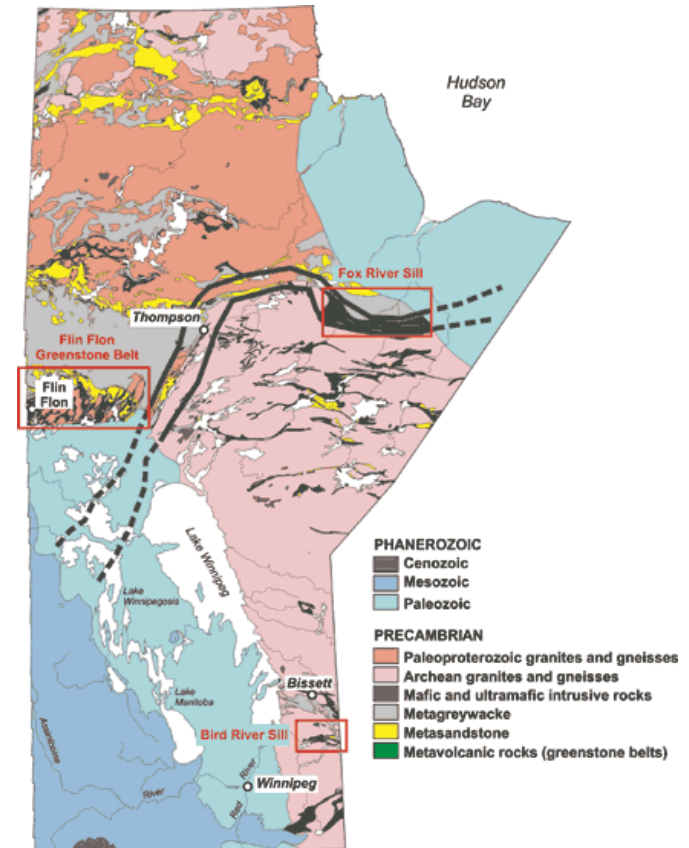 Hudson
Bay
Fox River Sill
Thompson
Flin Flon
Greenstone Belt
Flin
Flon
Lake Winnipeg
Lake
Winnipegosis
Lake
Manitoba
Bissett
Bird River Sill
Assiniboine
River
Winnipeg
Red
River
PHANEROZOIC
Cenozoic
Mesozoic
Paleozoic
PRECAMBRIAN
Paleoproterozoic granites and gneisses
Archean granites and gneisses
Mafic and ultramafic intrusive rocks
Metagreywacke
Metasandstone
Metavolcanic rocks (greenstone belts)